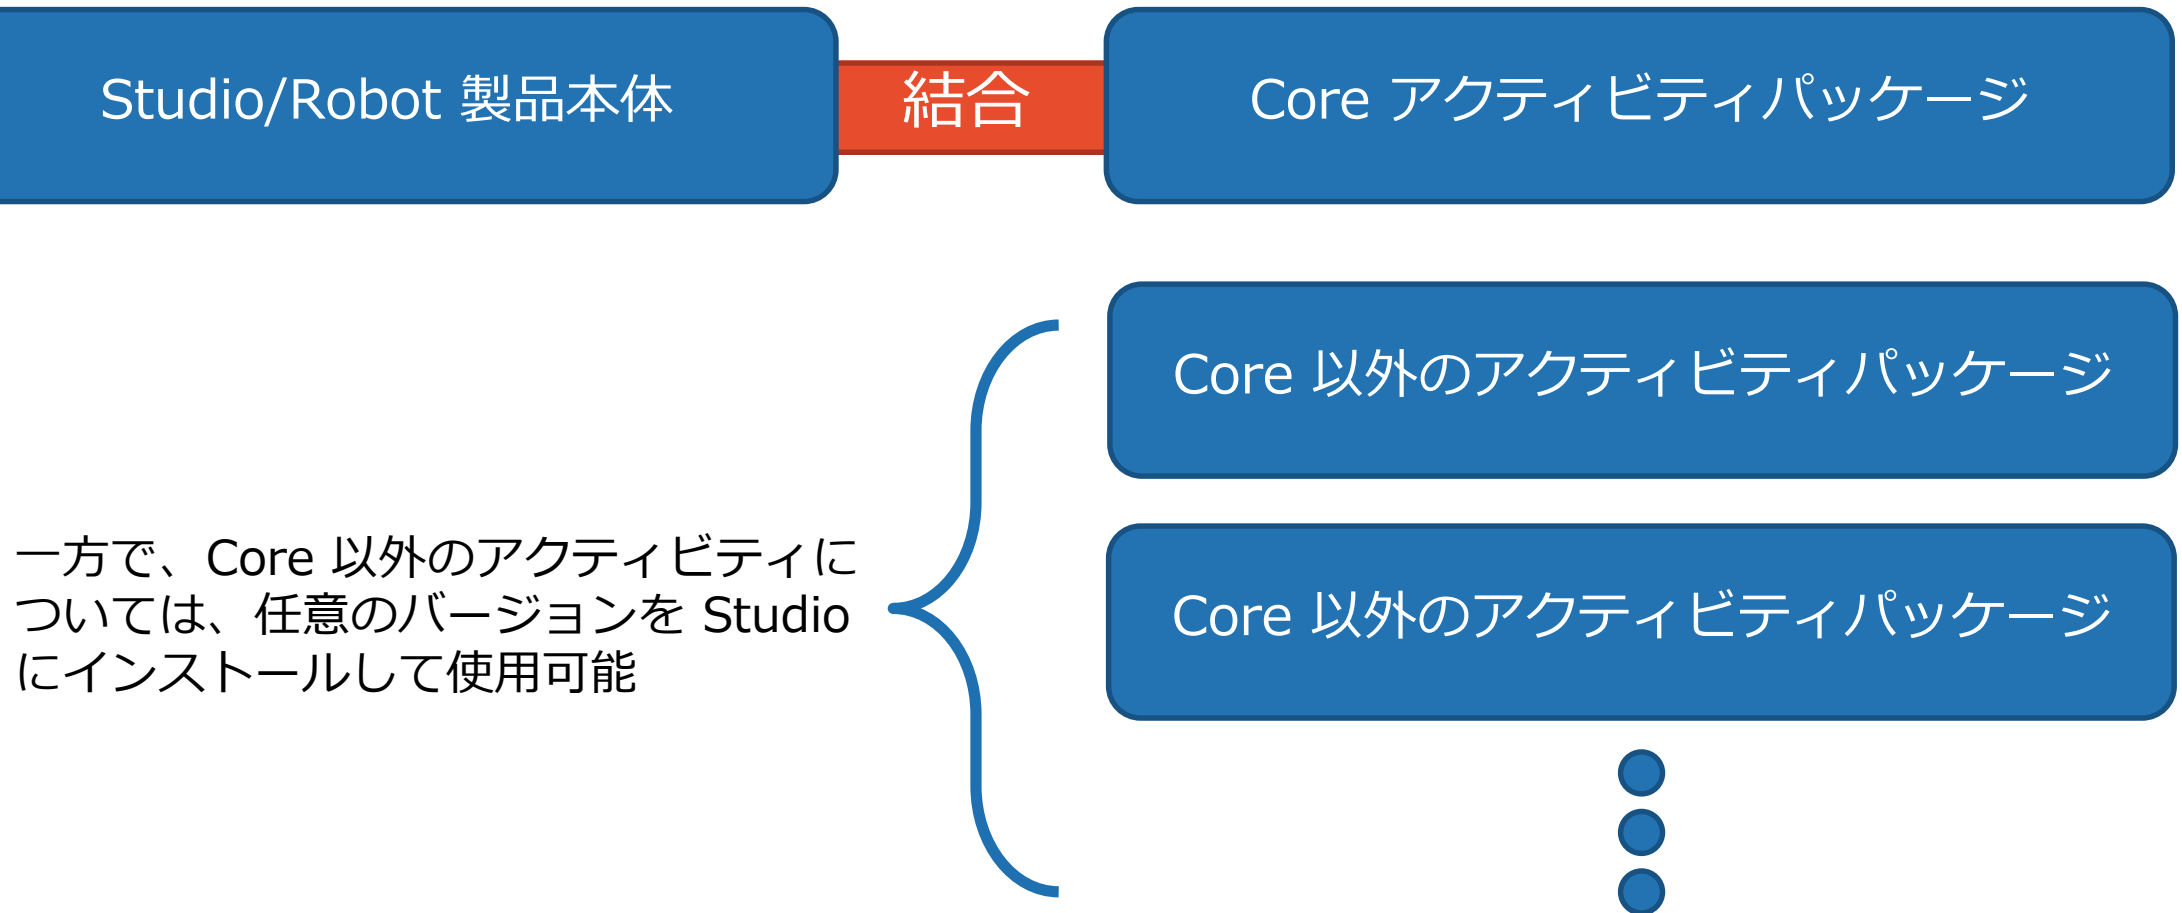 Studio/Robot 製品本体
結合
Core アクティビティパッケージ
Core 以外のアクティビティパッケージ
一方で、Core 以外のアクティビティに
ついては、任意のバージョンを Studio
にインストールして使用可能
Core 以外のアクティビティパッケージ